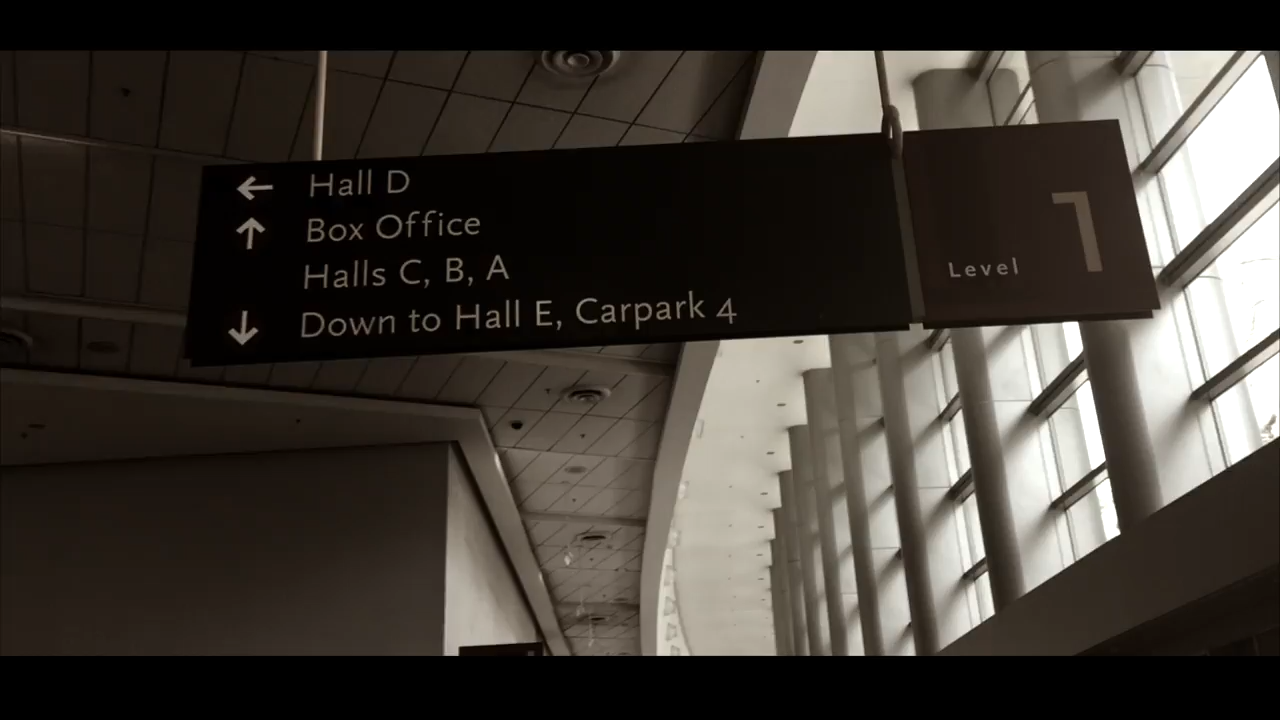 ← Hall D
↑ Box Office
Halls C, B, A
↓ Down to Hall E, Carpark 4
Level 1